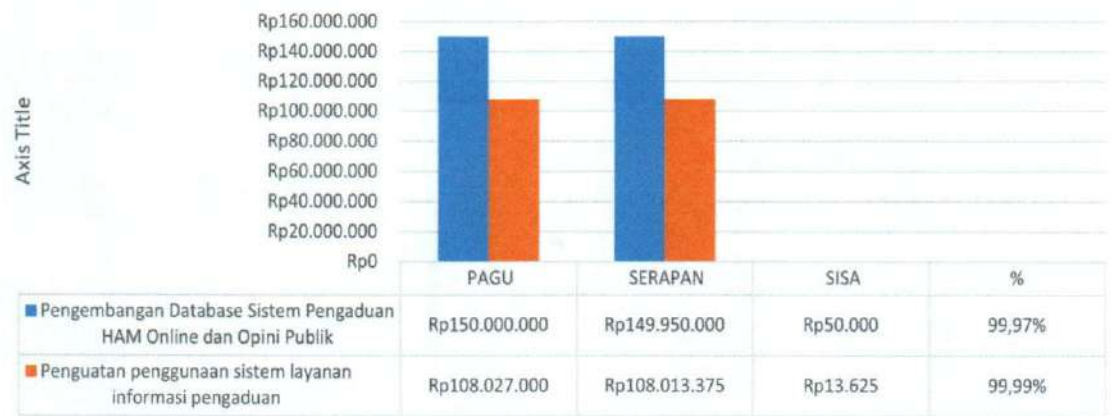 Axis Title
Rp160.000.000
Rp140.000.000
Rp120.000.000
Rp100.000.000
Rp80.000.000
Rp60.000.000
Rp40.000.000
Rp20.000.000
Rp0
PAGU SERAPAN SISA %
Pengembangan Database Sistem Pengaduan
HAM Online dan Opini Publik
Rp150.000.000 Rp149.950.000 Rp50.000 99,97%
Penguatan penggunaan sistem layanan
informasi pengaduan
Rp108.027.000 Rp108.013.375 Rp13.625 99,99%